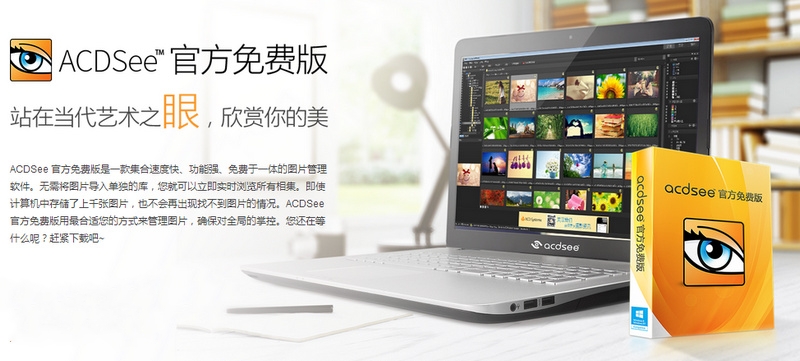 ACDSee™ 官方免费版
站在当代艺术之眼，欣赏你的美
ACDSee 官方免费版是一款集合速度快、功能强、免费于一体的图片管理
软件。无需将图片导入单独的库，您就可以立即实时浏览所有相集。即使
计算机中存储了上千张图片，也不会再出现找不到图片的情况。ACDSee
官方免费版用最合适您的方式来管理图片，确保对全局的掌控。您还在等
什么呢？赶紧下载吧~
acdsee
acdsee 官方免费版
acdsee 官方免费版